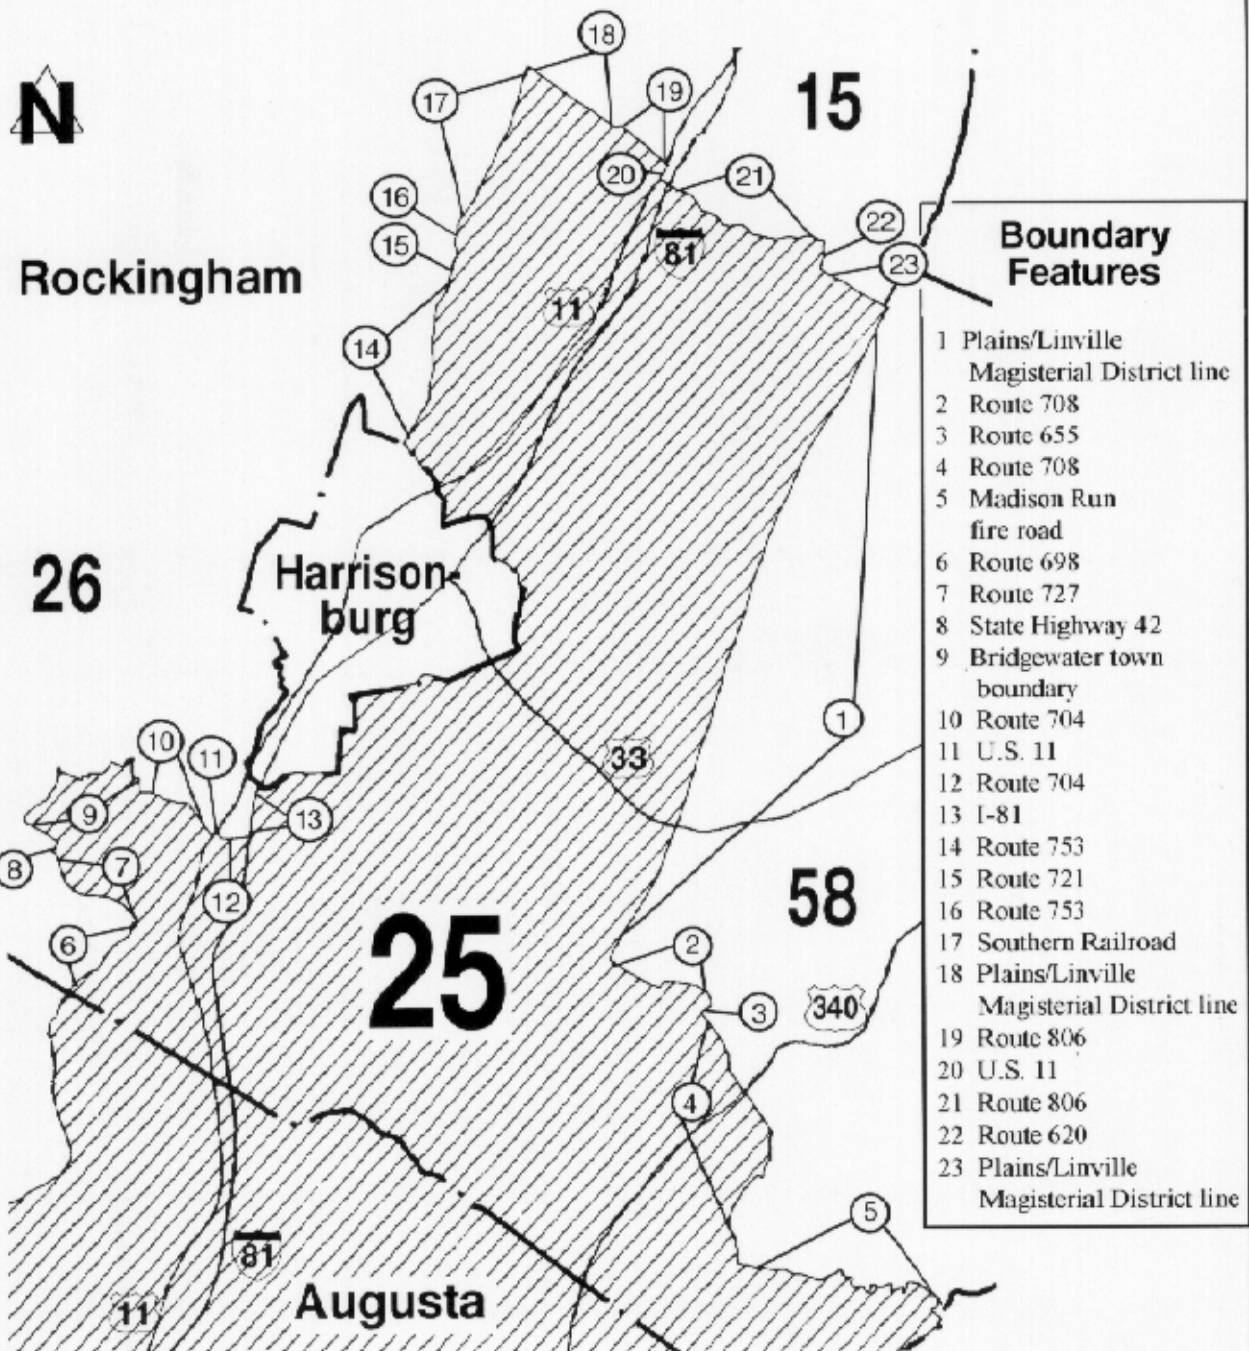 18
N
17
19
15
20
21
16
22
15
81
23
Rockingham
11
14
26
Harrison-
burg
1
10
11
33
9
13
8
7
12
58
25
6
2
3
340
4
5
81
11
Augusta
Boundary
Features
1 Plains/Linville
Magisterial District line
2 Route 708
3 Route 655
4 Route 708
5 Madison Run
fire road
6 Route 698
7 Route 727
8 State Highway 42
9 Bridgewater town
boundary
10 Route 704
11 U.S. 11
12 Route 704
13 I-81
14 Route 753
15 Route 721
16 Route 753
17 Southern Railroad
18 Plains/Linville
Magisterial District line
19 Route 806
20 U.S. 11
21 Route 806
22 Route 620
23 Plains/Linville
Magisterial District line